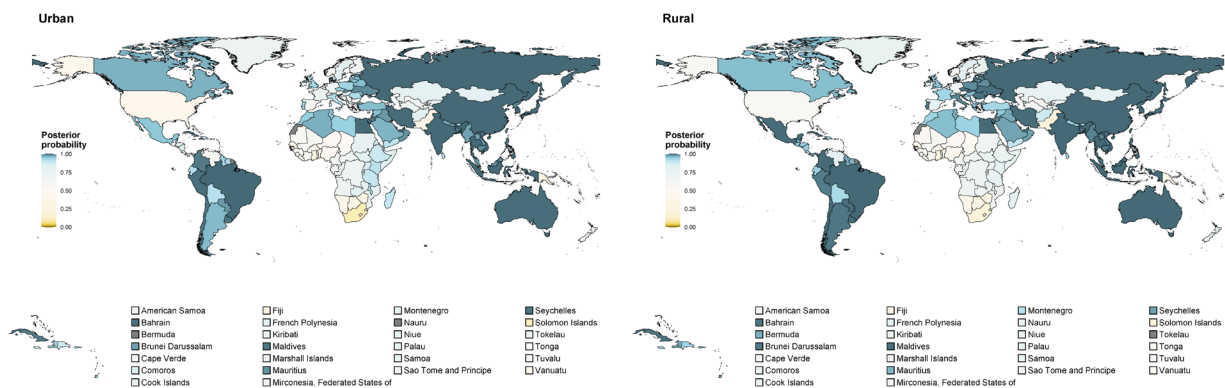 Urban
Posterior
probability
1.00
0.75
0.50
0.25
0.00
American Samoa
Bahrain
Bermuda
Brunei Darussalam
Cape Verde
Comoros
Cook Islands
Fiji
French Polynesia
Kiribati
Maldives
Marshall Islands
Mauritius
Mirconesia, Federated States of
Montenegro
Nauru
Niue
Palau
Samoa
Sao Tome and Principe
Seychelles
Solomon Islands
Tokelau
Tonga
Tuvalu
Vanuatu
Rural
Posterior
probability
1.00
0.75
0.50
0.25
0.00
American Samoa
Bahrain
Bermuda
Brunei Darussalam
Cape Verde
Comoros
Cook Islands
Fiji
French Polynesia
Kiribati
Maldives
Marshall Islands
Mauritius
Mirconesia, Federated States of
Montenegro
Nauru
Niue
Palau
Samoa
Sao Tome and Principe
Seychelles
Solomon Islands
Tokelau
Tonga
Tuvalu
Vanuatu